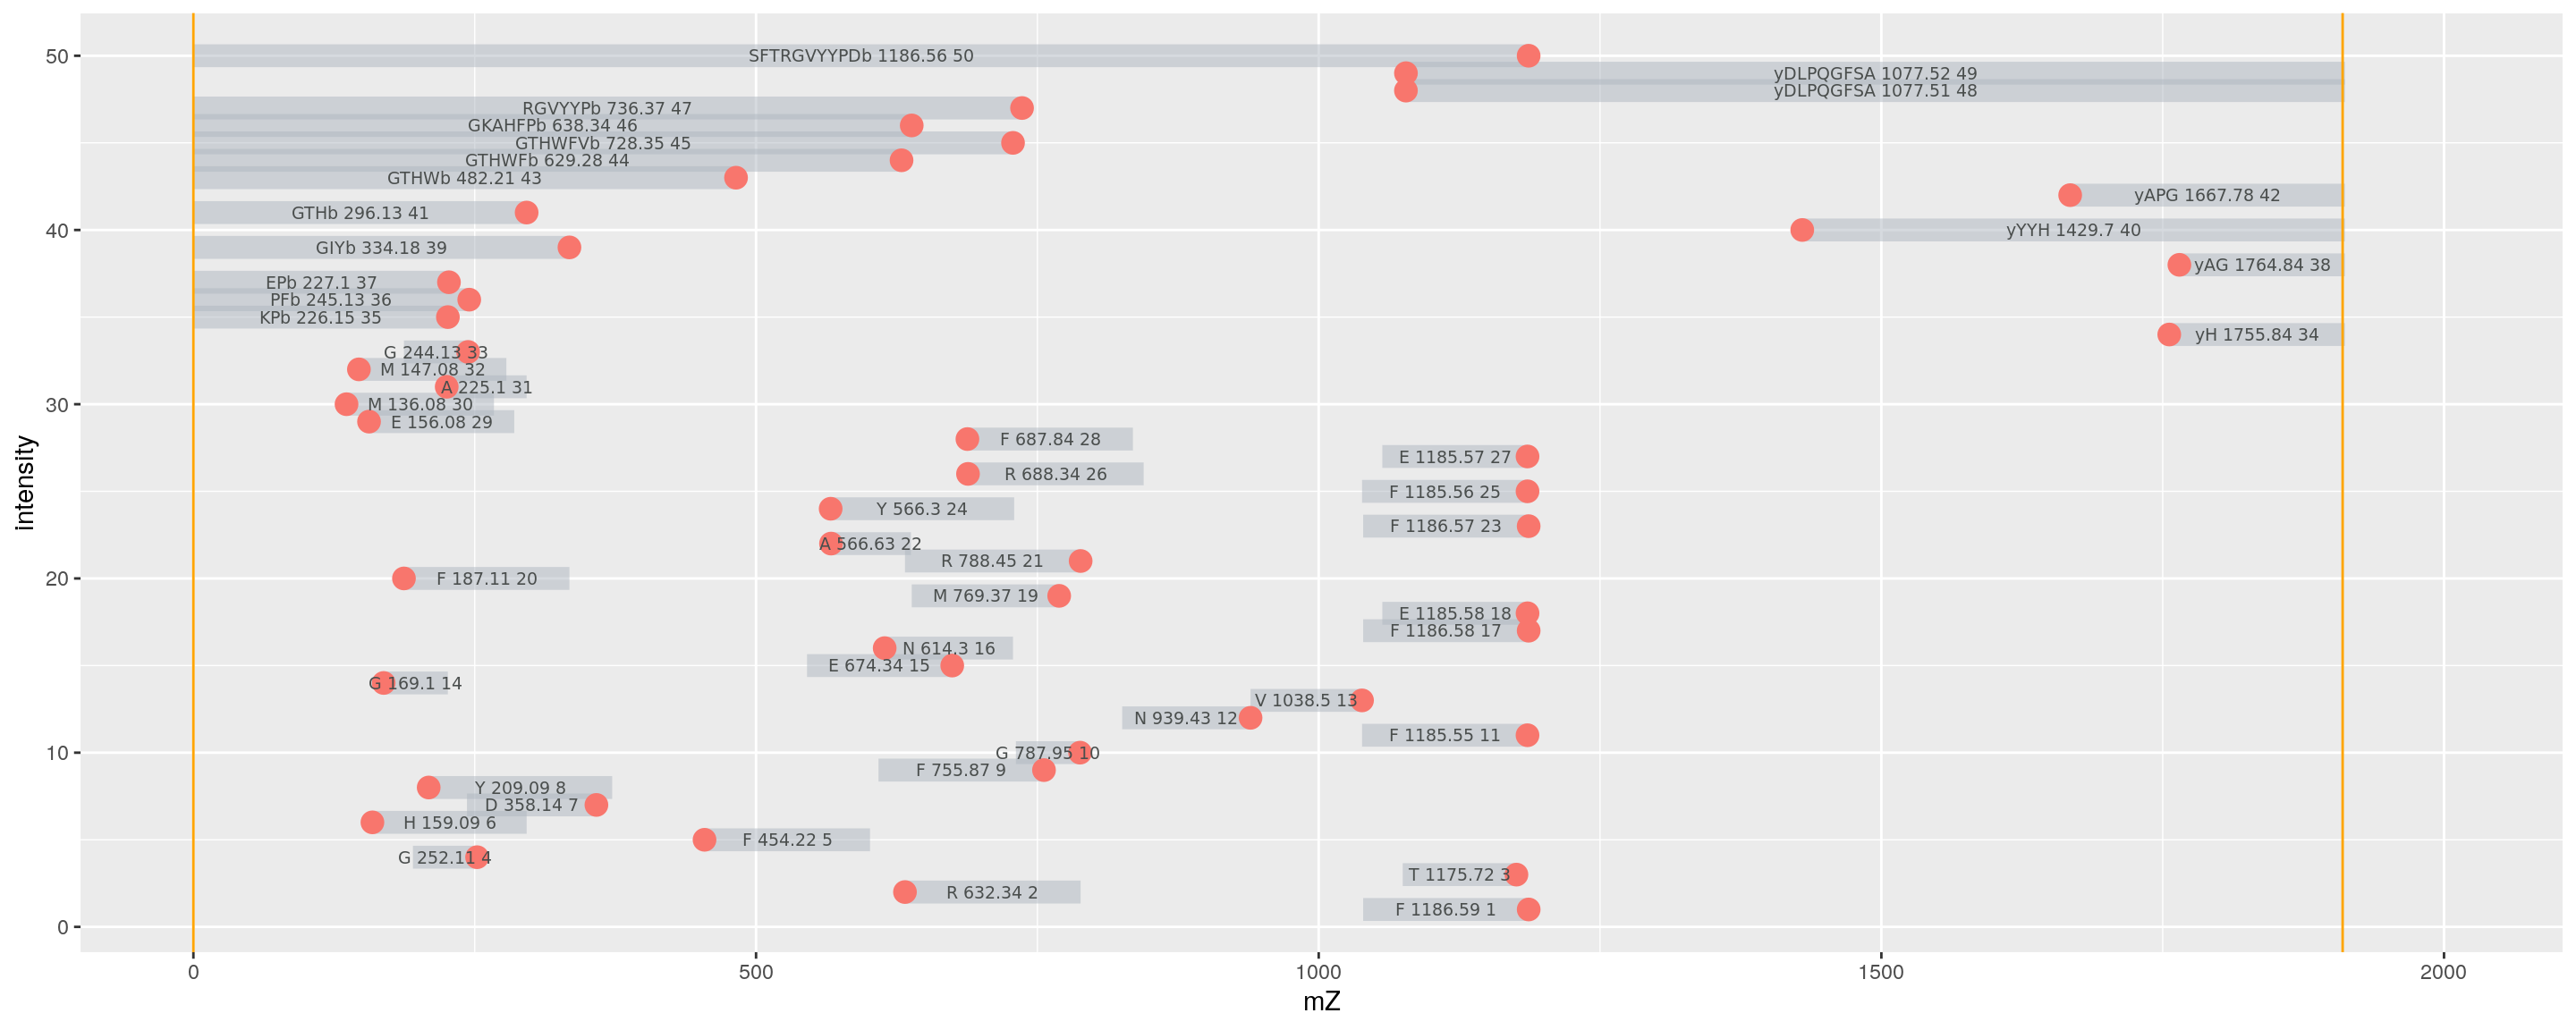 50
SFTRGVYYPDb 1186.56 50
yDLPQGFSA 1077.52 49
yDLPQGFSA 1077.51 48
RGVYYPb 736.37 47
GKAHFPb 638.34 46
GTHWFVb 728.35 45
GTHWFb 629.28 44
GTHWb 482.21 43
yAPG 1667.78 42
GTHb 296.13 41
40
yYYH 1429.7 40
GIYb 334.18 39
yAG 1764.84 38
EPb 227.1 37
PFb 245.13 36
KPb 226.15 35
yH 1755.84 34
G 244.13 33
M 147.08 32
A 225.1 31
30
M 136.08 30
E 156.08 29
F 687.84 28
E 1185.57 27
R 688.34 26
F 1185.56 25
Y 566.3 24
F 1186.57 23
A 566.63 22
R 788.45 21
20
F 187.11 20
M 769.37 19
E 1185.58 18
F 1186.58 17
N 614.3 16
E 674.34 15
G 169.1 14
V 1038.5 13
N 939.43 12
F 1185.55 11
10
G 787.95 10
F 755.87 9
Y 209.09 8
D 358.14 7
H 159.09 6
F 454.22 5
G 252.11 4
T 1175.72 3
R 632.34 2
F 1186.59 1
0
intensity
0 500 1000 1500 2000
mZ